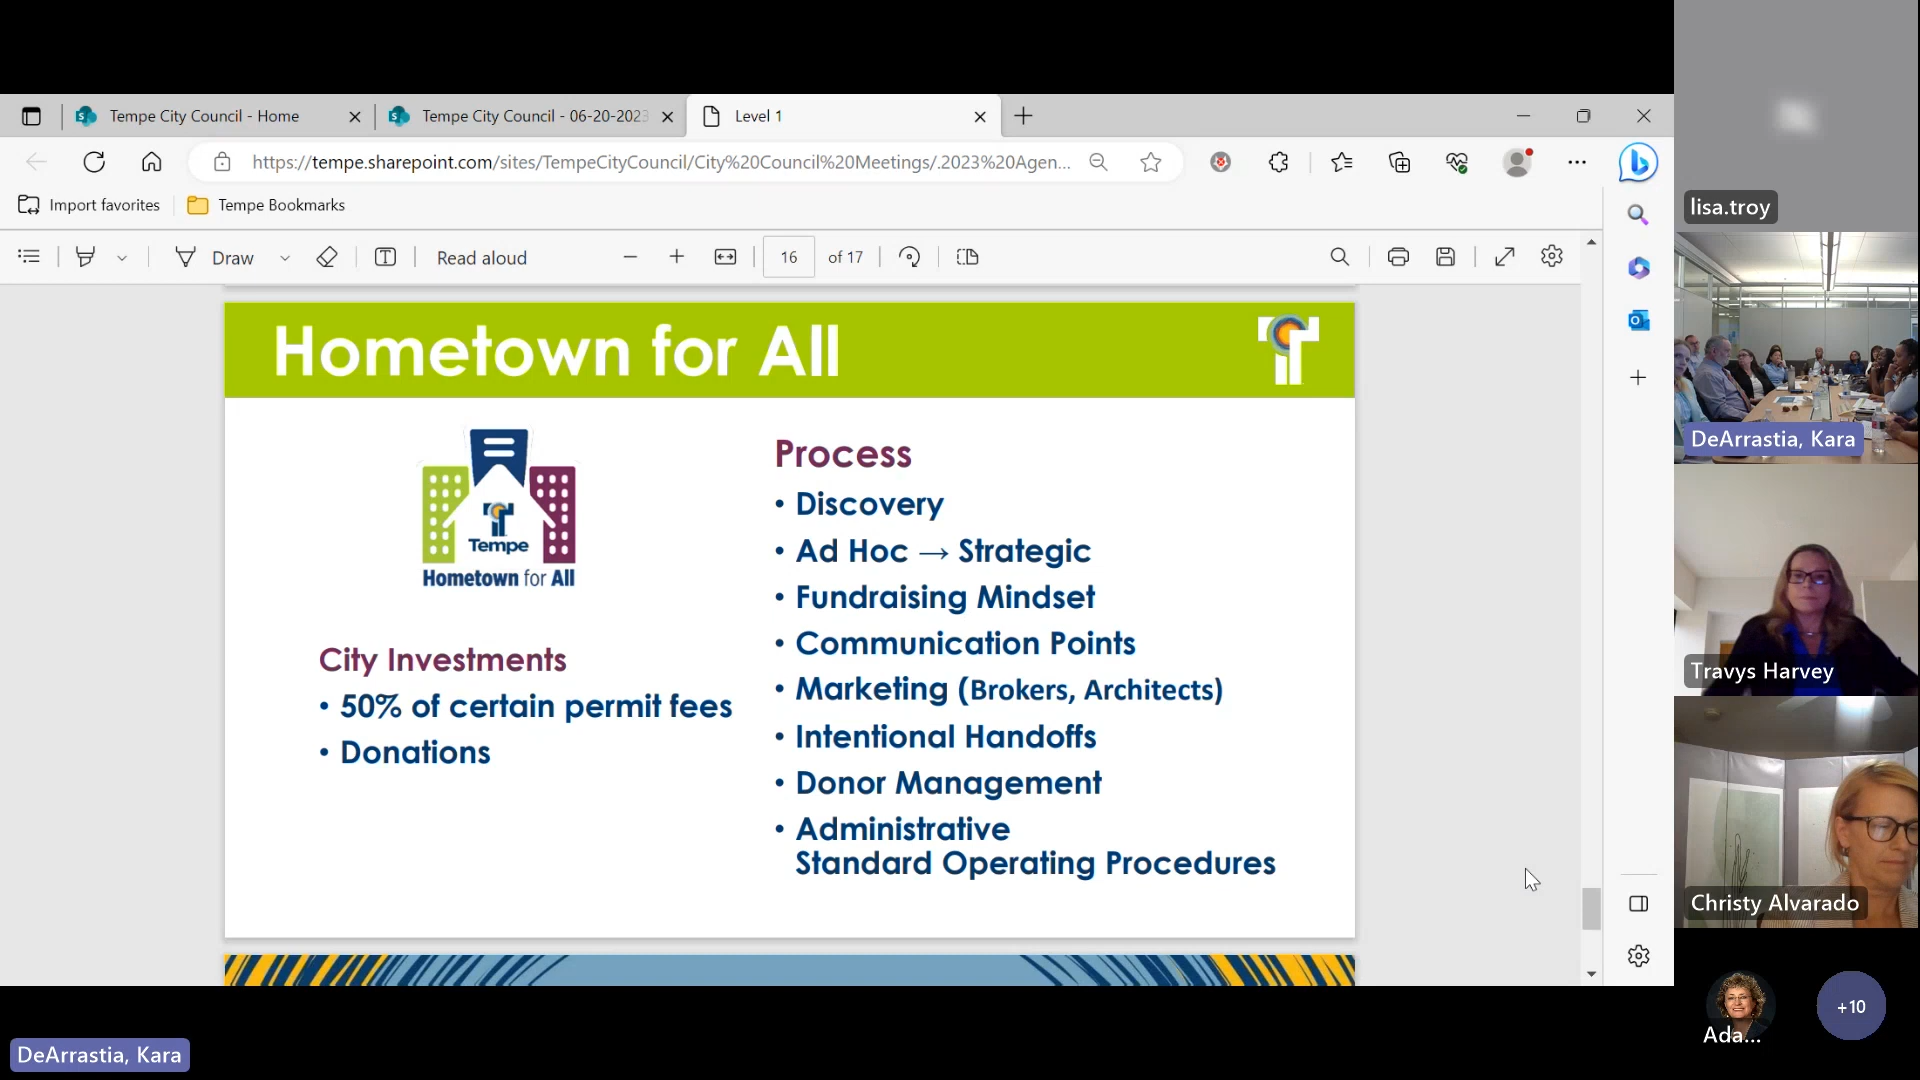 Tempe City Council - Home
Tempe City Council - 06-20-2023
Level 1
https://tempe.sharepoint.com/sites/TempeCityCouncil/City%20Council%20Meetings/.2023%20Agen...
Import favorites
Tempe Bookmarks
Draw
Read aloud
16
of 17
Hometown for All
Tempe
Hometown for All
City Investments
• 50% of certain permit fees
• Donations
Process
• Discovery
• Ad Hoc → Strategic
• Fundraising Mindset
• Communication Points
• Marketing (Brokers, Architects)
• Intentional Handoffs
• Donor Management
• Administrative
Standard Operating Procedures
lisa.troy
DeArrastia, Kara
Travys Harvey
Christy Alvarado
Ada...
+10
DeArrastia, Kara